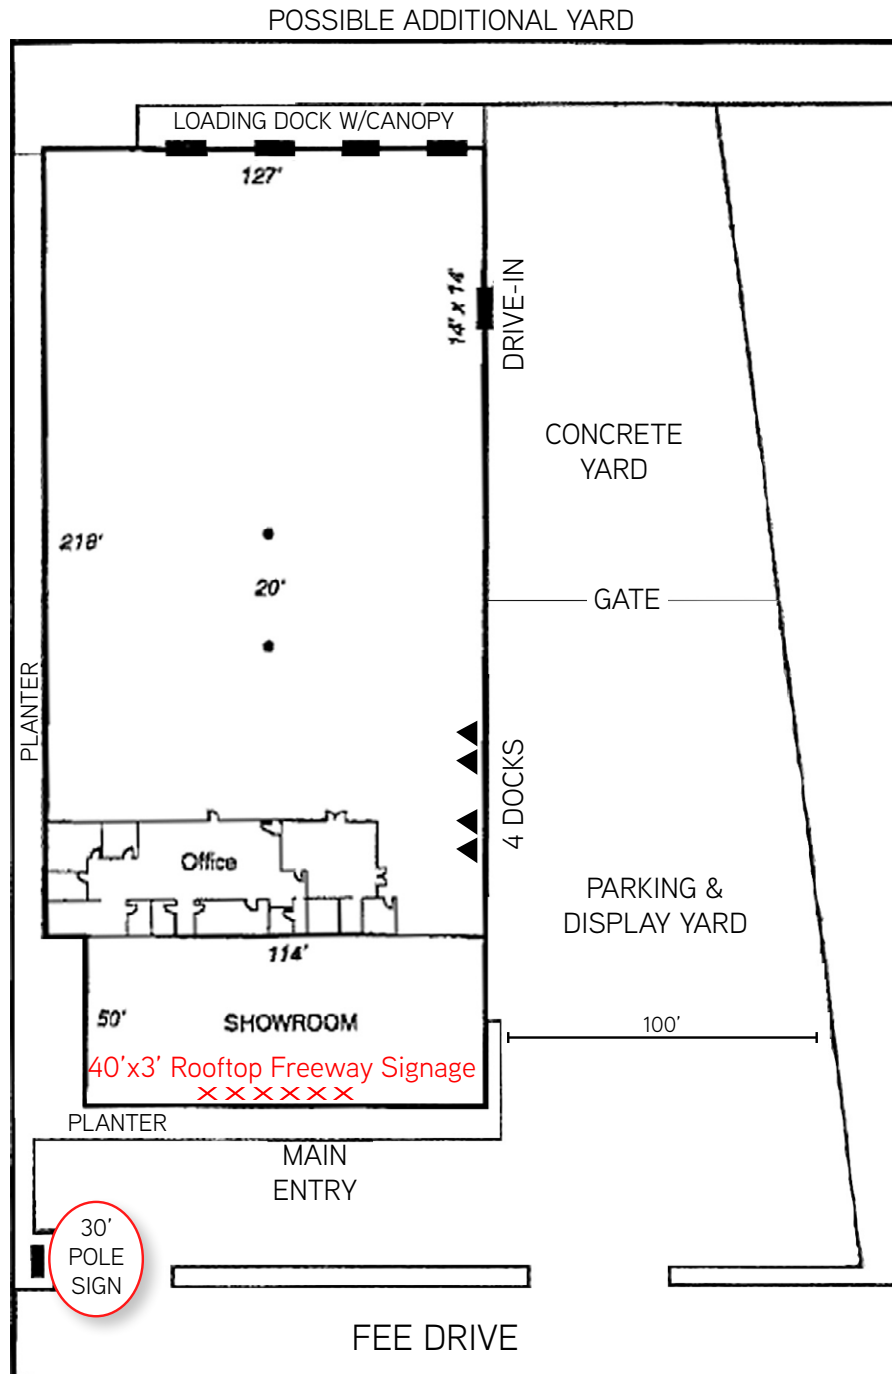 POSSIBLE ADDITIONAL YARD
LOADING DOCK W/CANOPY
127'
14' x 14'
DRIVE-IN
CONCRETE
YARD
218'
20'
GATE
PLANTER
4 DOCKS
Office
PARKING &
DISPLAY YARD
114'
50'
SHOWROOM
100'
40'x3' Rooftop Freeway Signage
X X X X X X
PLANTER
MAIN
ENTRY
30'
POLE
SIGN
FEE DRIVE